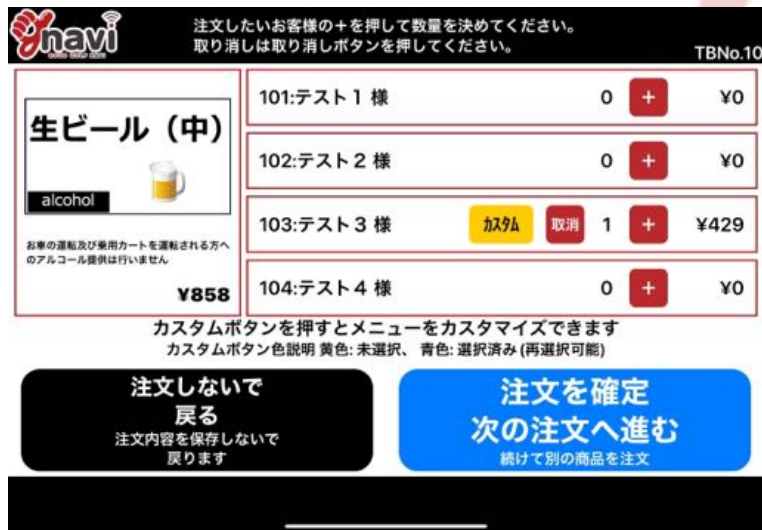 ynavi
注文したいお客様の＋を押して数量を決めてください。
取り消しは取り消しボタンを押してください。
TBNo.10
生ビール（中）
alcohol
お車の運転及び乗用カートを運転される方へ
のアルコール提供は行いません
¥858
101:テスト1 様 0 + ¥0
102:テスト2 様 0 + ¥0
103:テスト3 様 カスタム 取消 1 + ¥429
104:テスト4 様 0 + ¥0
カスタムボタンを押すとメニューをカスタマイズできます
カスタムボタン色説明 黄色: 未選択、 青色: 選択済み (再選択可能)
注文しないで
戻る
注文内容を保存しないで
戻ります
注文を確定
次の注文へ進む
続けて別の商品を注文